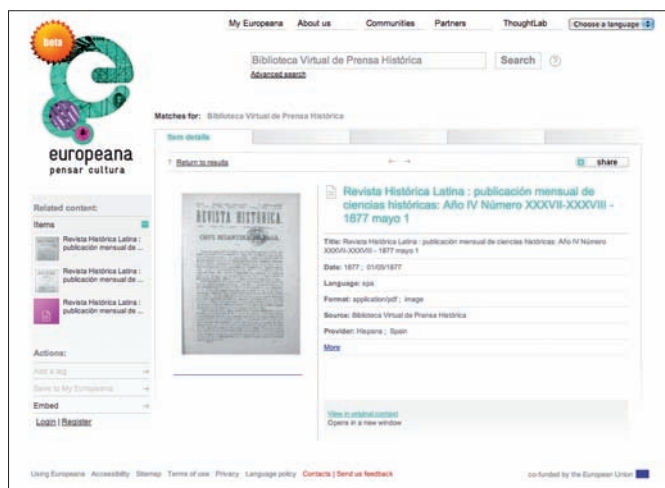 My Europeana About us Communities Partners ThoughtLab Choose a language
beta
Biblioteca Virtual de Prensa Histórica Search ?
Advanced search
Matches for: Biblioteca Virtual de Prensa Histórica
europeana
pensar cultura
Item details
Return to results ← → share
Related content:
Items
Revista Histórica Latina :
publicación mensual de ...
Revista Histórica Latina :
publicación mensual de ...
Revista Histórica Latina :
publicación mensual de ...
Actions:
Add a tag →
Save to My Europeana →
Embed →
Login | Register
REVISTA HISTÓRICA
Revista Histórica Latina : publicación mensual de
ciencias históricas: Año IV Número XXXVII-XXXVIII -
1877 mayo 1
Title: Revista Histórica Latina : publicación mensual de ciencias históricas: Año IV Número
XXXVII-XXXVIII - 1877 mayo 1
Date: 1877 ; 01/05/1877
Language: spa
Format: application/pdf ; image
Source: Biblioteca Virtual de Prensa Histórica
Provider: Hispana ; Spain
More
View in original context
Opens in a new window
Using Europeana Accessibility Sitemap Terms of use Privacy Language policy Contacts | Send us feedback co-funded by the European Union